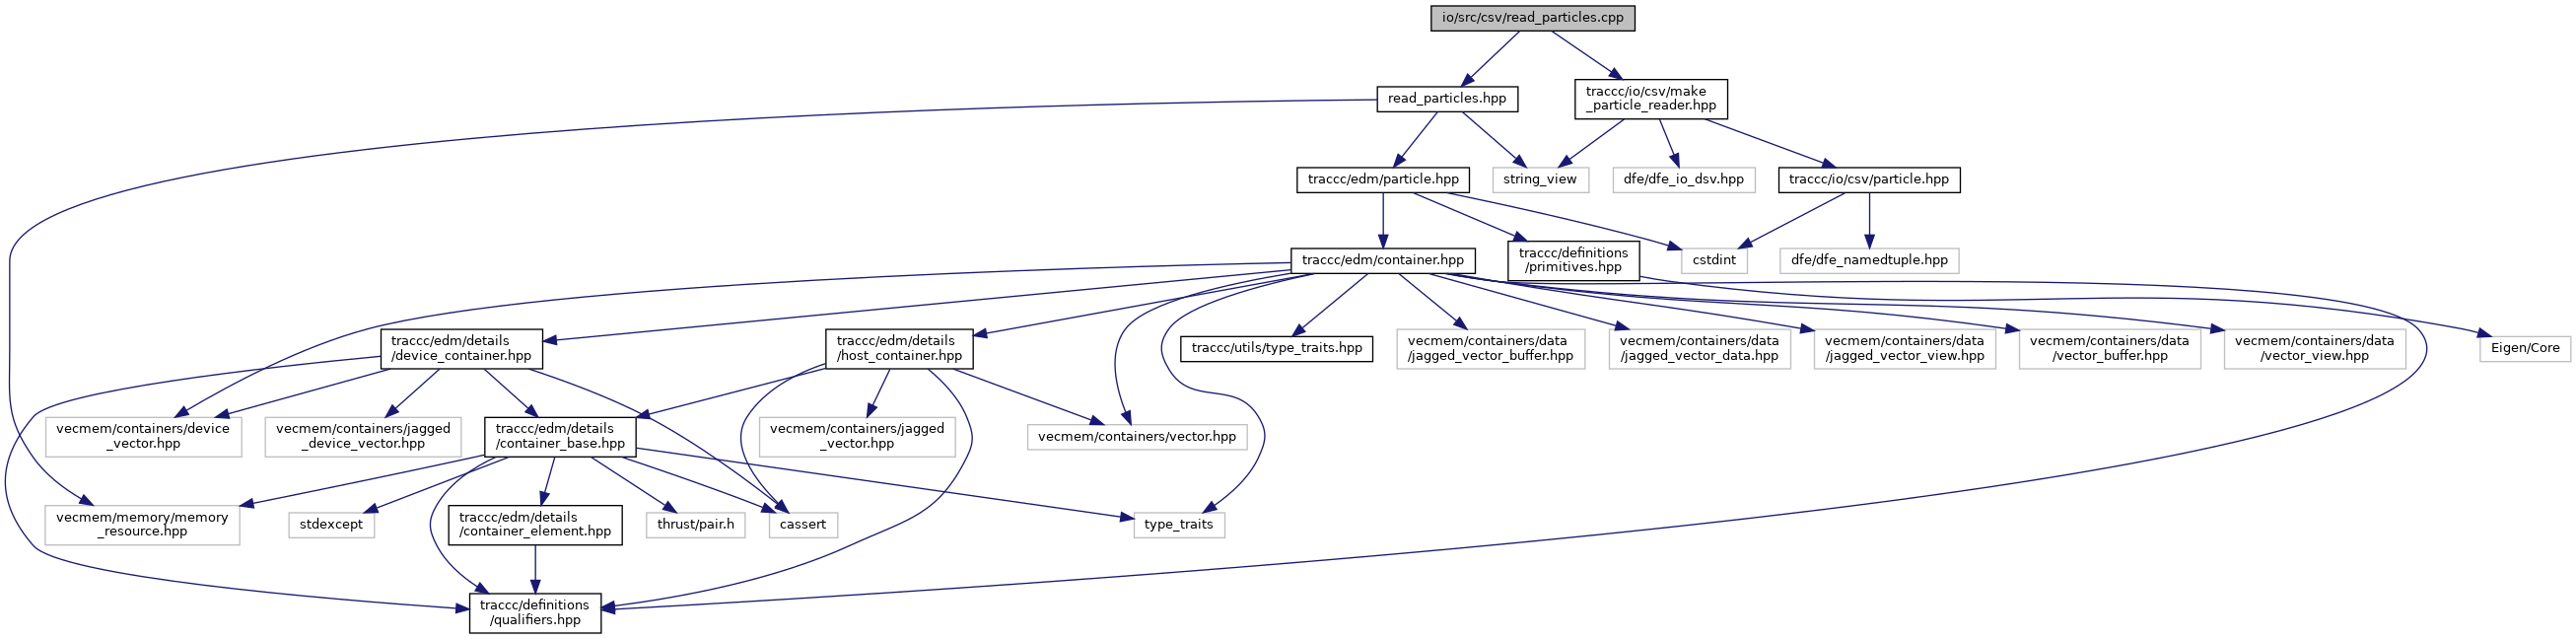 io/src/csv/read_particles.cpp
read_particles.hpp
traccc/io/csv/make
_particle_reader.hpp
traccc/edm/particle.hpp
string_view
dfe/dfe_io_dsv.hpp
traccc/io/csv/particle.hpp
traccc/edm/container.hpp
traccc/definitions
/primitives.hpp
cstdint
dfe/dfe_namedtuple.hpp
traccc/edm/details
/device_container.hpp
traccc/edm/details
/host_container.hpp
traccc/utils/type_traits.hpp
vecmem/containers/data
/jagged_vector_buffer.hpp
vecmem/containers/data
/jagged_vector_data.hpp
vecmem/containers/data
/jagged_vector_view.hpp
vecmem/containers/data
/vector_buffer.hpp
vecmem/containers/data
/vector_view.hpp
Eigen/Core
vecmem/containers/device
_vector.hpp
vecmem/containers/jagged
_device_vector.hpp
traccc/edm/details
/container_base.hpp
vecmem/containers/jagged
_vector.hpp
vecmem/containers/vector.hpp
vecmem/memory/memory
_resource.hpp
stdexcept
traccc/edm/details
/container_element.hpp
thrust/pair.h
cassert
type_traits
traccc/definitions
/qualifiers.hpp